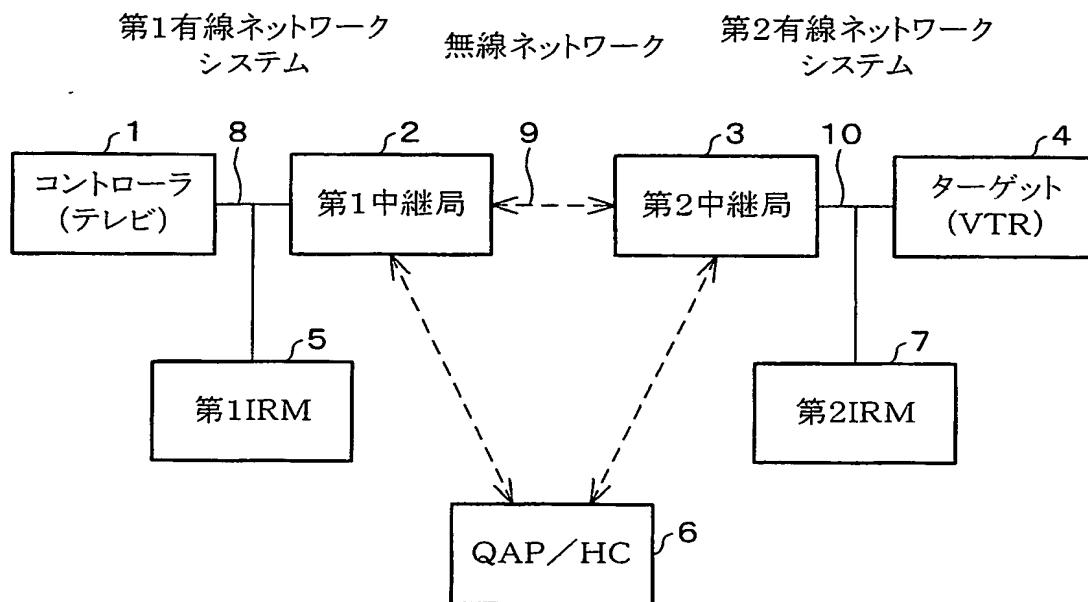 第1有線ネットワーク
システム
無線ネットワーク
第2有線ネットワーク
システム
1
8
2
9
3
10
4
コントローラ
(テレビ)
第1中継局
第2中継局
ターゲット
(VTR)
5
7
第1IRM
第2IRM
QAP/HC
6